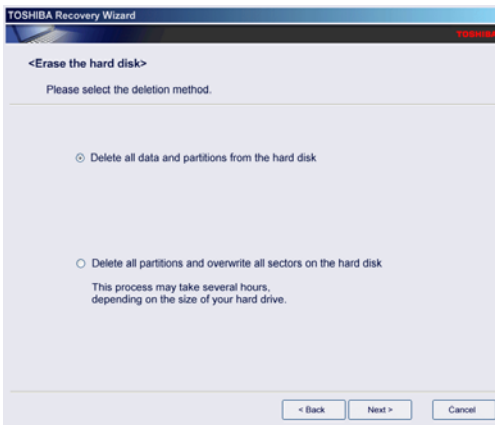 TOSHIBA Recovery Wizard
TOSHIBA
<Erase the hard disk>
Please select the deletion method.
Delete all data and partitions from the hard disk
Delete all partitions and overwrite all sectors on the hard disk
This process may take several hours,
depending on the size of your hard drive.
< Back
Next >
Cancel